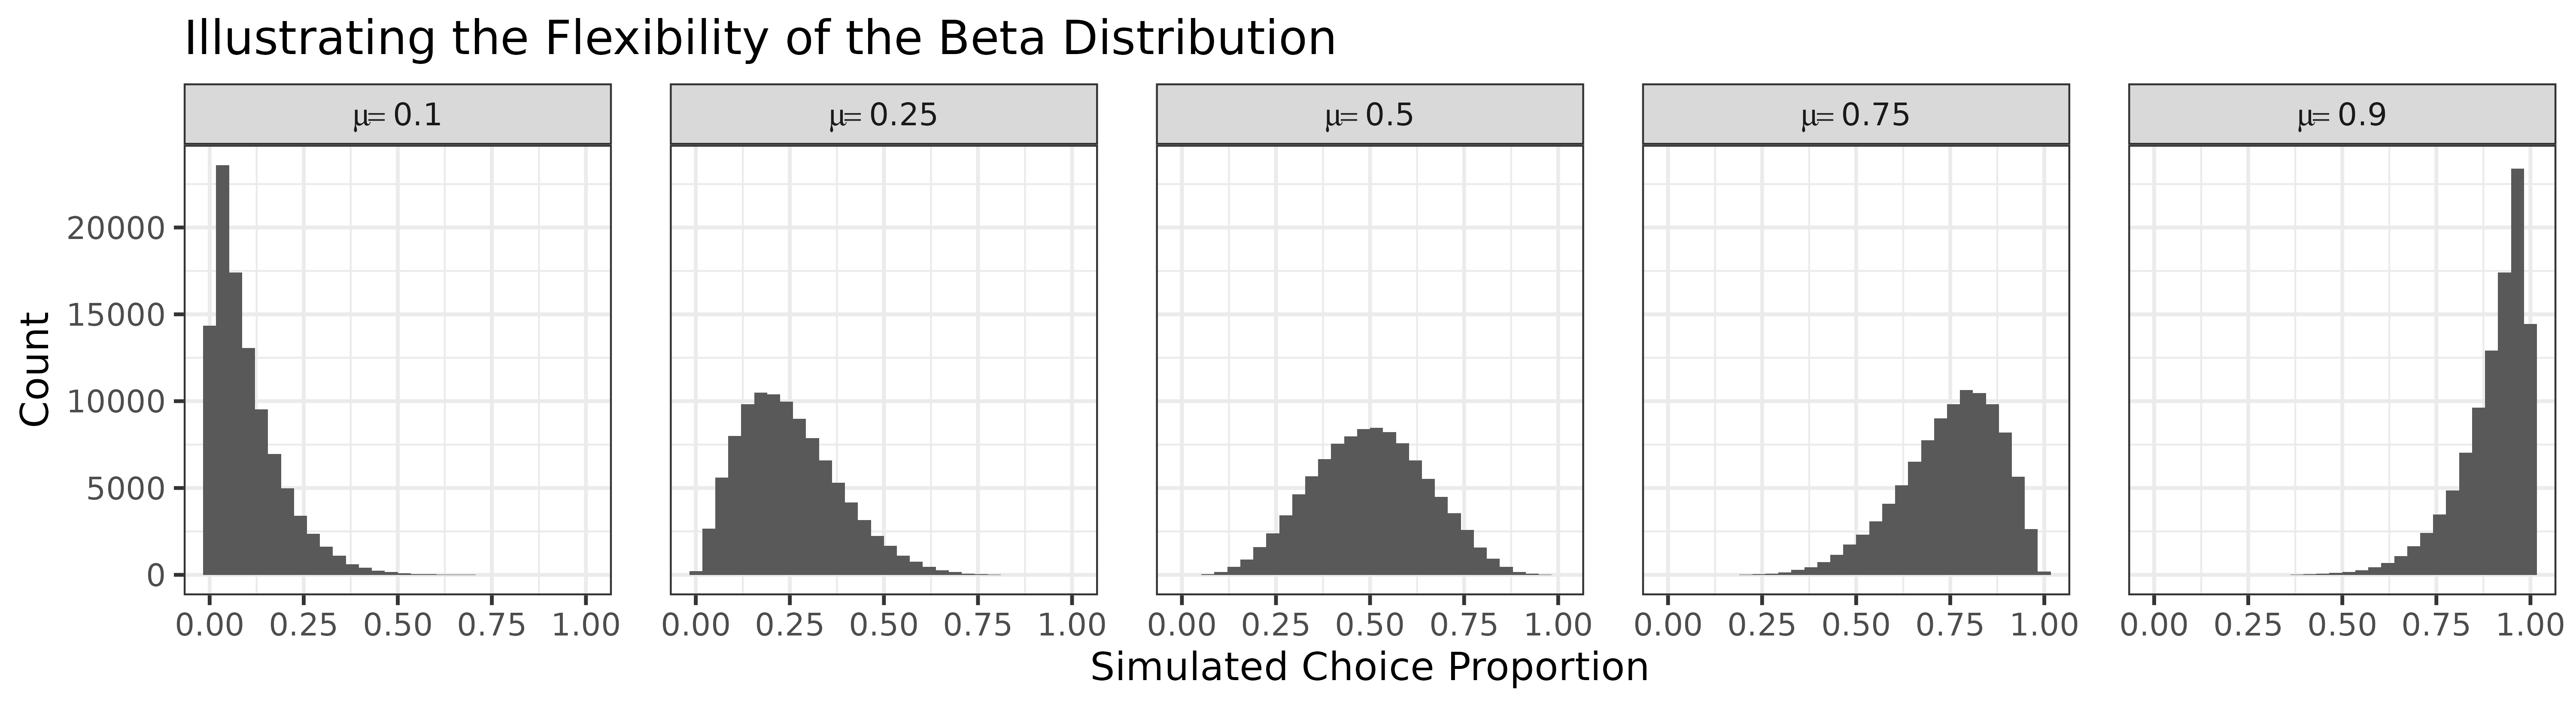 Illustrating the Flexibility of the Beta Distribution
μ= 0.1 μ= 0.25 μ= 0.5 μ= 0.75 μ= 0.9
Count
20000
15000
10000
5000
0
0.00 0.25 0.50 0.75 1.00 0.00 0.25 0.50 0.75 1.00 0.00 0.25 0.50 0.75 1.00 0.00 0.25 0.50 0.75 1.00 0.00 0.25 0.50 0.75 1.00
Simulated Choice Proportion